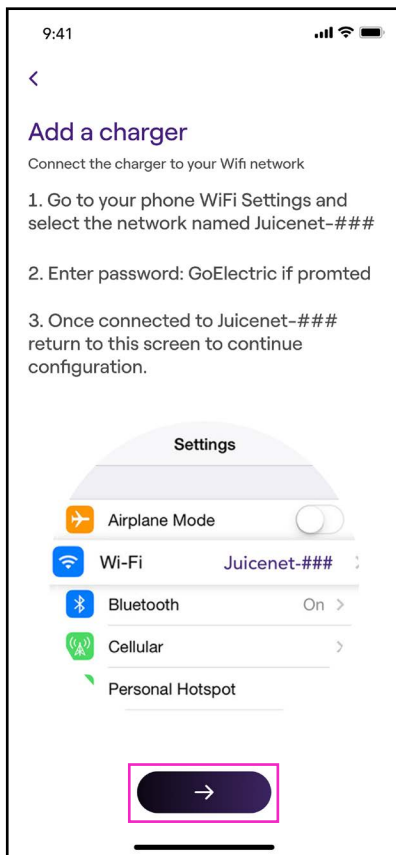 9:41
Add a charger
Connect the charger to your Wifi network
1. Go to your phone WiFi Settings and
select the network named Juicenet-###
2. Enter password: GoElectric if promted
3. Once connected to Juicenet-###
return to this screen to continue
configuration.
Settings
Airplane Mode
Wi-Fi Juicenet-###
Bluetooth On
Cellular
Personal Hotspot